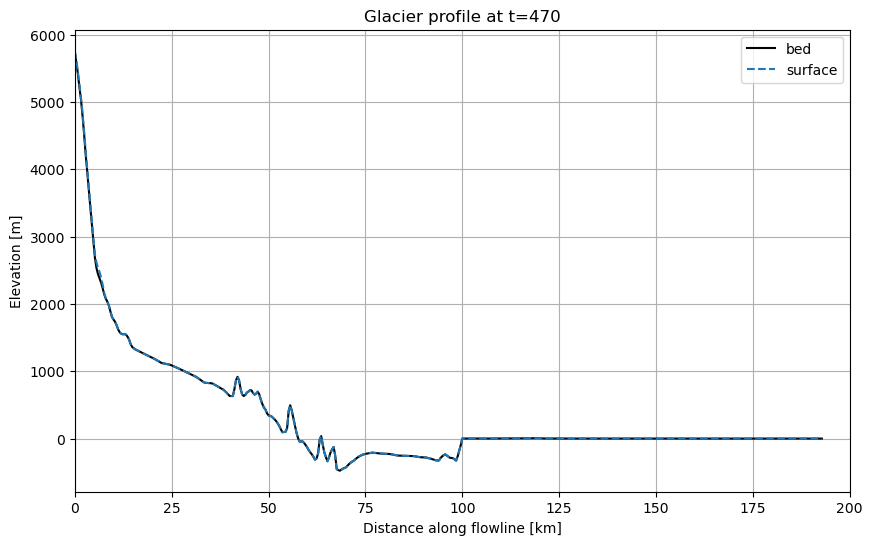 Glacier profile at t=470
bed
surface
6000
5000
4000
3000
2000
1000
0
Elevation [m]
0 25 50 75 100 125 150 175 200
Distance along flowline [km]